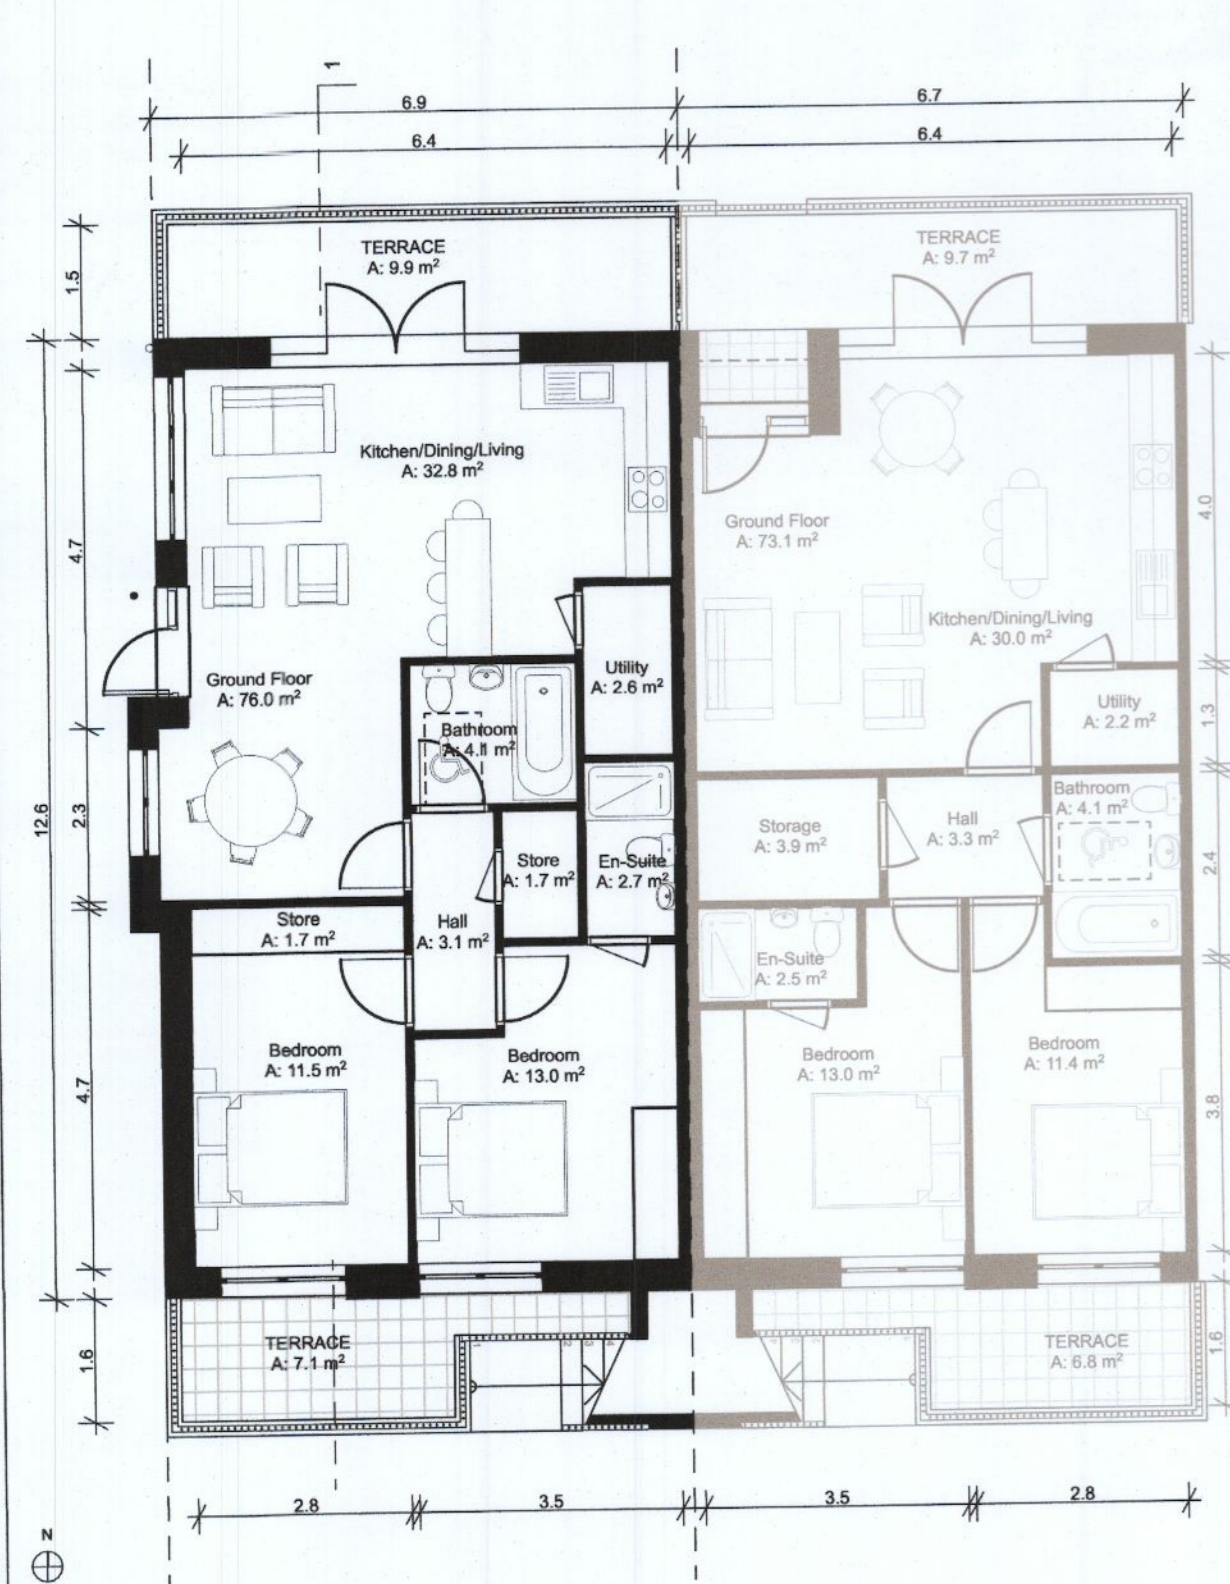 1
6.9
6.7
6.4
6.4
TERRACE
A: 9.9 m²
TERRACE
A: 9.7 m²
1.5
Kitchen/Dining/Living
A: 32.8 m²
4.7
Ground Floor
A: 73.1 m²
4.0
Kitchen/Dining/Living
A: 30.0 m²
Utility
A: 2.6 m²
Ground Floor
A: 76.0 m²
Utility
A: 2.2 m²
1.3
Bathroom
A: 4.1 m²
12.6
2.3
Bathroom
A: 4.1 m²
Storage
A: 3.9 m²
Hall
A: 3.3 m²
2.4
Store
A: 1.7 m²
En-Suite
A: 2.7 m²
Store
A: 1.7 m²
Hall
A: 3.1 m²
En-Suite
A: 2.5 m²
Bedroom
A: 11.5 m²
Bedroom
A: 13.0 m²
Bedroom
A: 13.0 m²
Bedroom
A: 11.4 m²
4.7
3.8
TERRACE
A: 7.1 m²
TERRACE
A: 6.8 m²
1.6
1.6
2.8
3.5
3.5
2.8
N